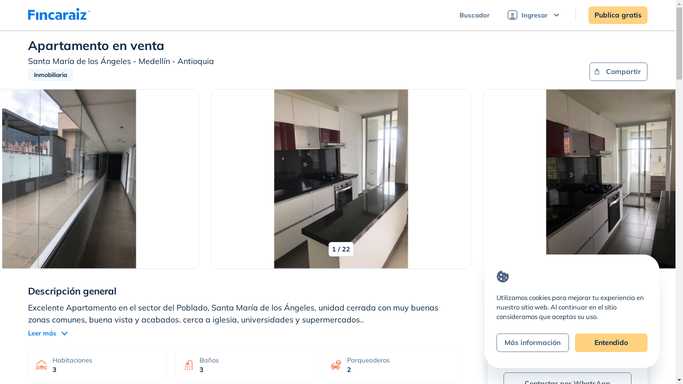 Fincaraiz
Buscador
Ingresar
Publica gratis
Apartamento en venta
Santa María de los Ángeles - Medellín - Antioquia
Inmobiliaria
Compartir
1 / 22
Descripción general
Excelente Apartamento en el sector del Poblado, Santa María de los Ángeles, unidad cerrada con muy buenas
zonas comunes, buena vista y acabados. cerca a iglesia, universidades y supermercados..
Leer más
Habitaciones
3
Baños
3
Parqueaderos
2
Utilizamos cookies para mejorar tu experiencia en
nuestro sitio web. Al continuar en el sitio
consideramos que aceptas su uso.
Más información
Entendido
Contactar por WhatsApp